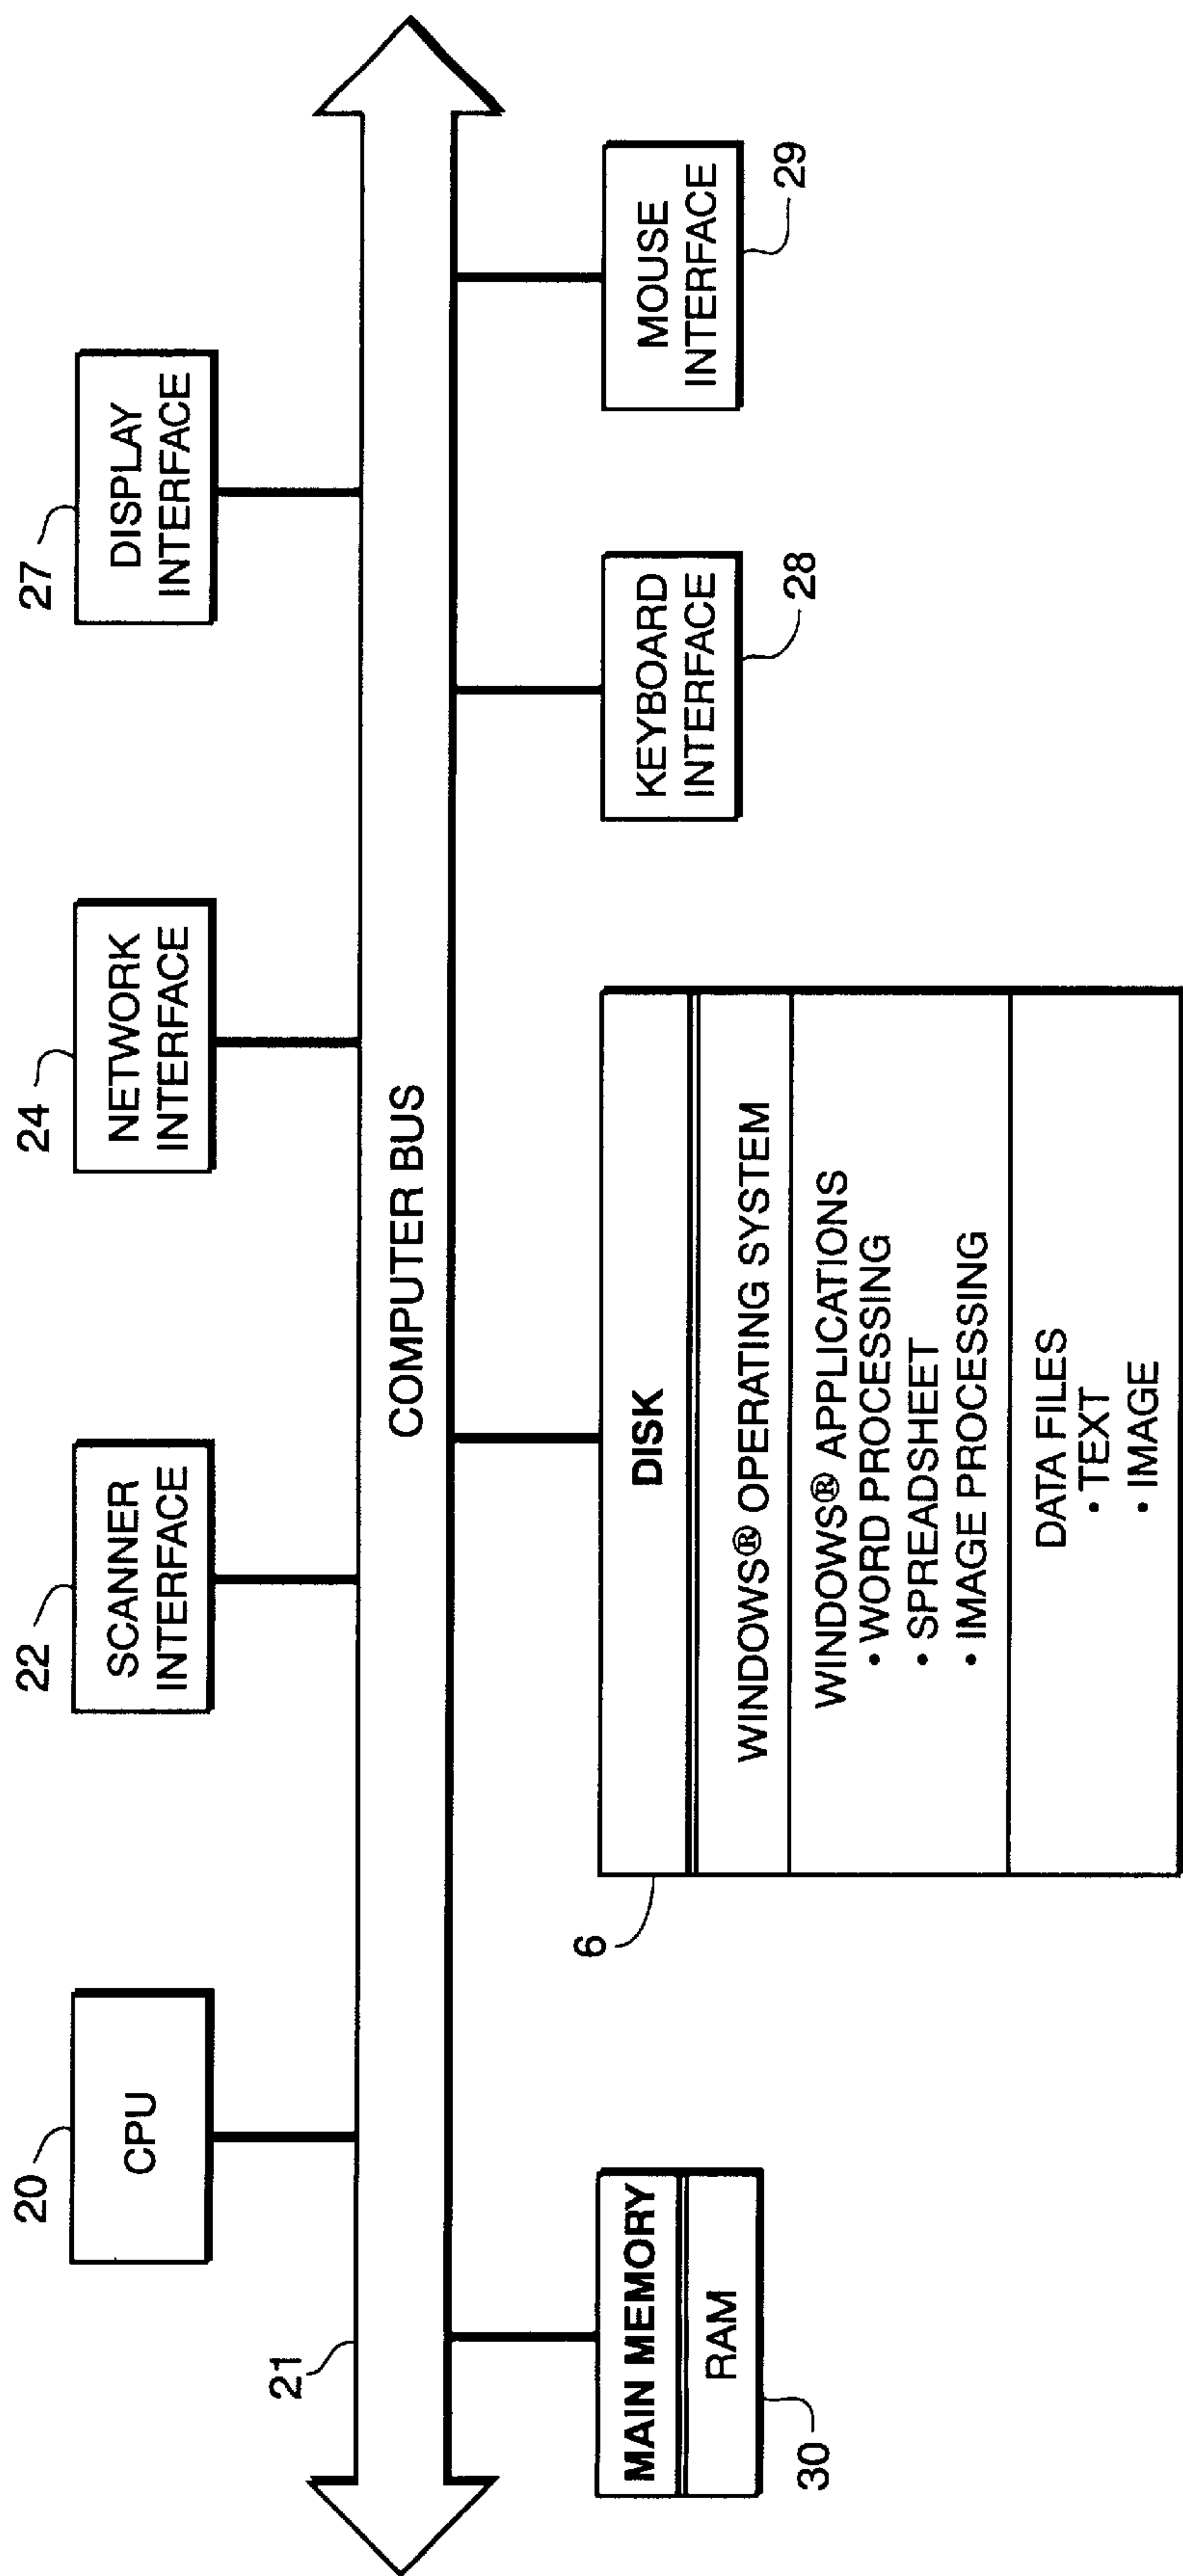 20
CPU
22
SCANNER
INTERFACE
24
NETWORK
INTERFACE
27
DISPLAY
INTERFACE
21
COMPUTER BUS
30
MAIN MEMORY
RAM
6
DISK
WINDOWS® OPERATING SYSTEM
WINDOWS® APPLICATIONS
• WORD PROCESSING
• SPREADSHEET
• IMAGE PROCESSING
DATA FILES
• TEXT
• IMAGE
KEYBOARD
INTERFACE
28
MOUSE
INTERFACE
29